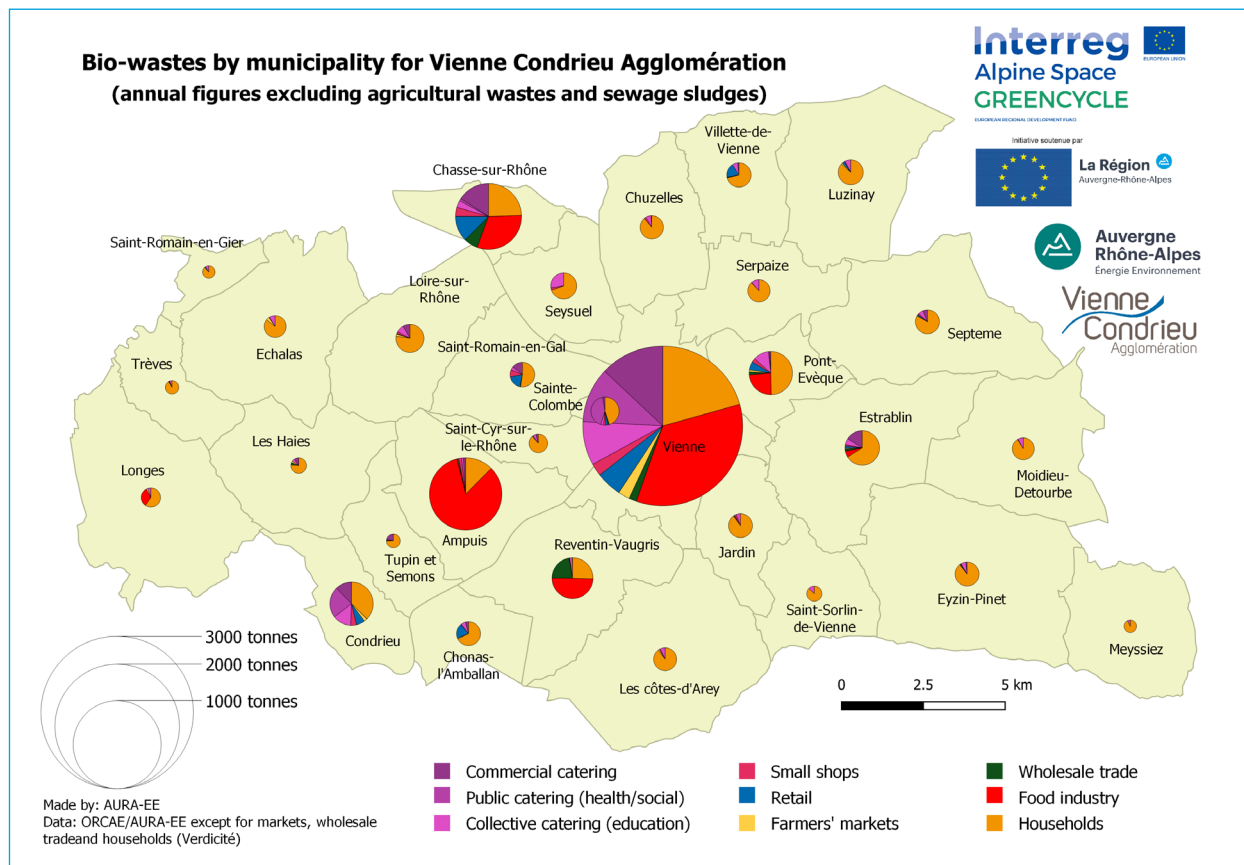 Bio-wastes by municipality for Vienne Condrieu Agglomération
(annual figures excluding agricultural wastes and sewage sludges)
Interreg
EUROPEAN UNION
Alpine Space
GREENCYCLE
EUROPEAN REGIONAL DEVELOPMENT FUND
Initiative soutenue par
La Région
Auvergne-Rhône-Alpes
Auvergne
Rhône-Alpes
Énergie Environnement
Vienne
Condrieu
Agglomération
Villette-de-
Vienne
Luzinay
Chasse-sur-Rhône
Chuzelles
Saint-Romain-en-Gier
Loire-sur-
Rhône
Serpaize
Seysuel
Septeme
Echalas
Saint-Romain-en-Gal
Pont-
Evèque
Trèves
Sainte-
Colombe
Estrablin
Saint-Cyr-sur-
le-Rhône
Vienne
Les Haies
Longes
Moidieu-
Detourbe
Ampuis
Reventin-Vaugris
Jardin
Tupin et
Semons
Eyzin-Pinet
Saint-Sorlin-
de-Vienne
Condrieu
Chonas-
l'Amballan
Meyssiez
Les côtes-d'Arey
3000 tonnes
2000 tonnes
1000 tonnes
0 2.5 5 km
Commercial catering
Public catering (health/social)
Collective catering (education)
Small shops
Retail
Farmers' markets
Wholesale trade
Food industry
Households
Made by: AURA-EE
Data: ORCAE/AURA-EE except for markets, wholesale
tradeand households (Verdicité)